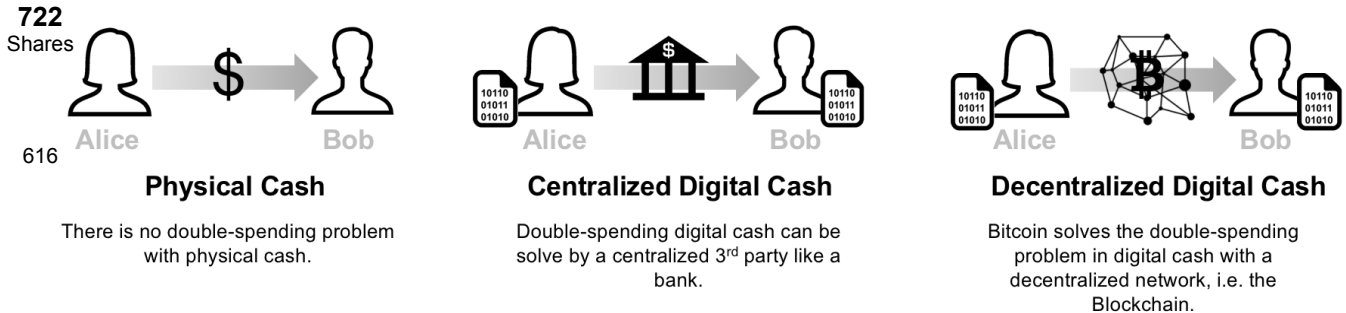 722
Shares
616
$
Alice
Bob
Physical Cash
There is no double-spending problem
with physical cash.
$
10110
01011
01010
10110
01011
01010
Alice
Bob
Centralized Digital Cash
Double-spending digital cash can be
solve by a centralized 3rd party like a
bank.
B
10110
01011
01010
10110
01011
01010
Alice
Bob
Decentralized Digital Cash
Bitcoin solves the double-spending
problem in digital cash with a
decentralized network, i.e. the
Blockchain.